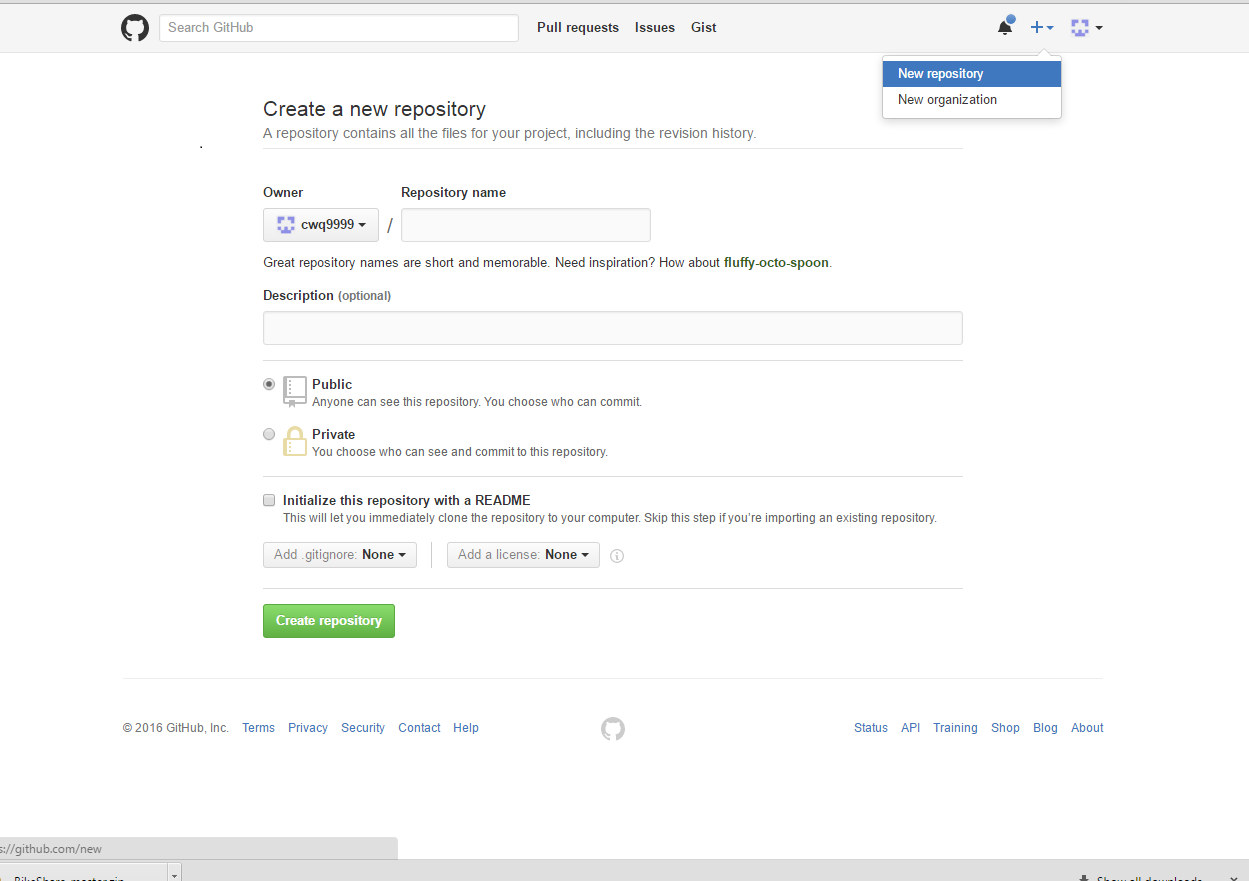 Search GitHub
Pull requests Issues Gist
New repository
New organization
Create a new repository
A repository contains all the files for your project, including the revision history.
Owner Repository name
cwq9999 /
Great repository names are short and memorable. Need inspiration? How about fluffy-octo-spoon.
Description (optional)
Public
Anyone can see this repository. You choose who can commit.
Private
You choose who can see and commit to this repository.
Initialize this repository with a README
This will let you immediately clone the repository to your computer. Skip this step if you’re importing an existing repository.
Add .gitignore: None Add a license: None
Create repository
© 2016 GitHub, Inc. Terms Privacy Security Contact Help Status API Training Shop Blog About
s://github.com/new
BikeShare-master.zip Show all downloads